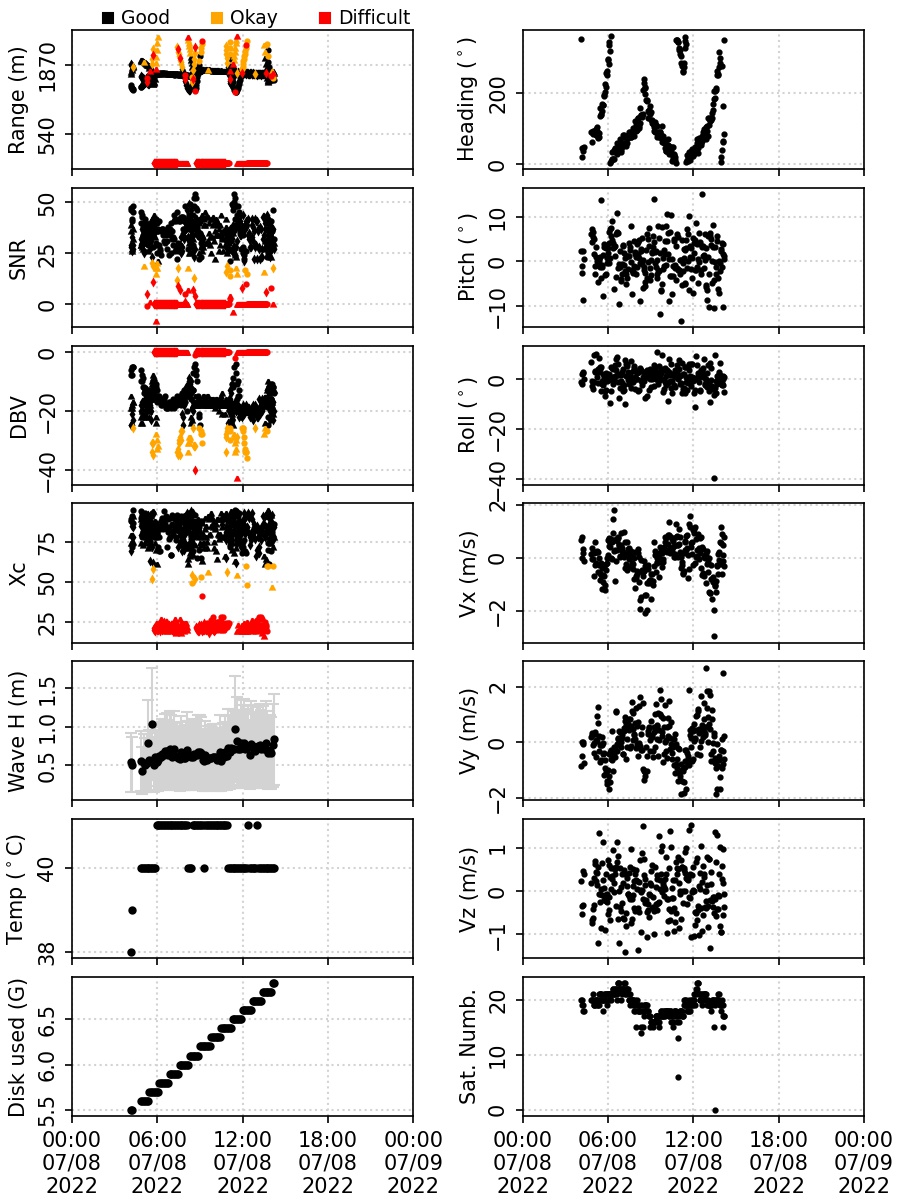 Good Okay Difficult
Range (m)
1870
540
Heading (°)
200
0
SNR
50
25
0
Pitch (°)
10
0
−10
DBV
0
−20
−40
Roll (°)
0
−20
−40
Xc
75
50
25
Vx (m/s)
2
0
−2
Wave H (m)
1.5
1.0
0.5
Vy (m/s)
2
0
−2
Temp (°C)
40
38
Vz (m/s)
1
0
−1
Disk used (G)
6.5
6.0
5.5
Sat. Numb.
20
10
0
00:00 06:00 12:00 18:00 00:00
07/08 07/08 07/08 07/08 07/09
2022 2022 2022 2022 2022
00:00 06:00 12:00 18:00 00:00
07/08 07/08 07/08 07/08 07/09
2022 2022 2022 2022 2022